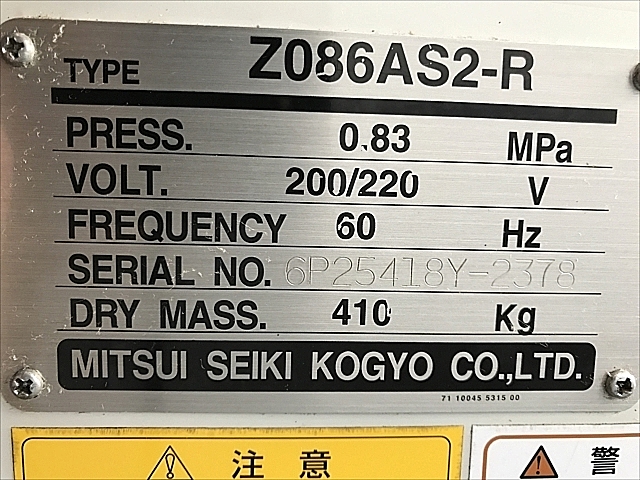 TYPE Z086AS2-R
PRESS. 0.83 MPa
VOLT. 200/220 V
FREQUENCY 60 Hz
SERIAL NO. 6P25418Y-2378
DRY MASS. 410 Kg
MITSUI SEIKI KOGYO CO.,LTD.
71 10045 5315 00
注 意
警